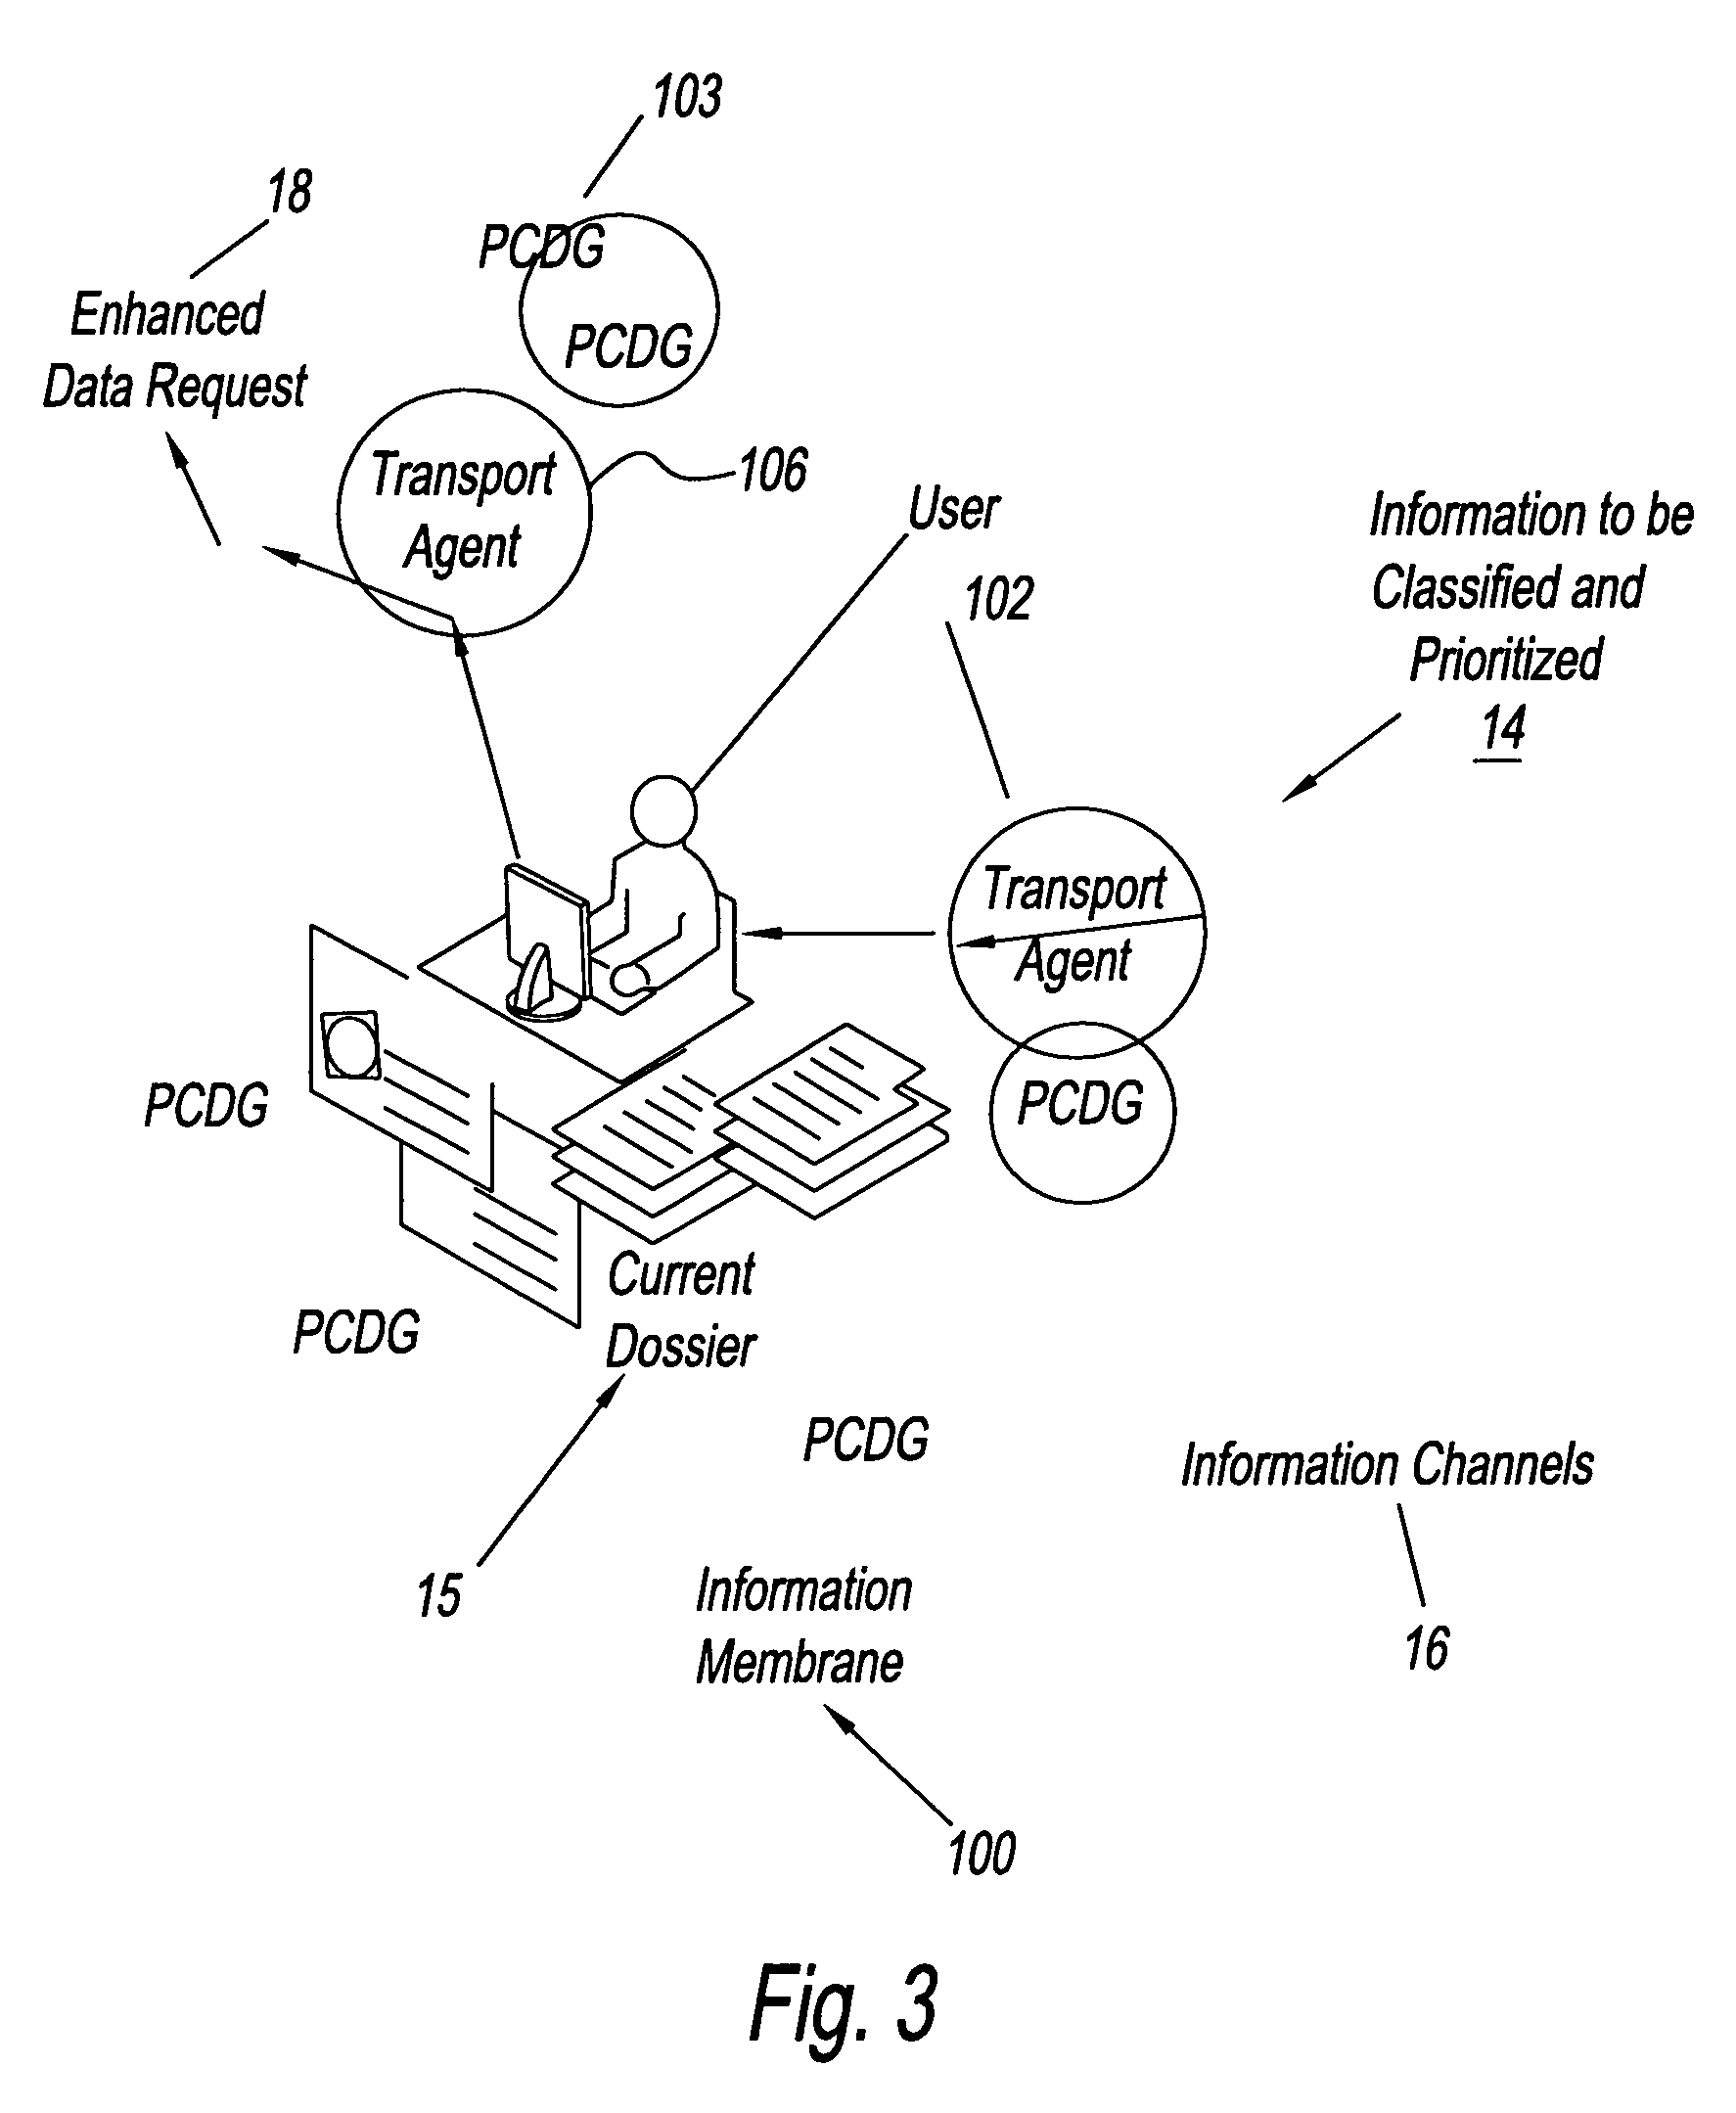 103
18
PCDG
Enhanced
Data Request
PCDG
Transport
Agent
106
User
102
Information to be
Classified and
Prioritized
14
Transport
Agent
PCDG
PCDG
PCDG
Current
Dossier
PCDG
Information Channels
15
Information
Membrane
16
100
Fig. 3